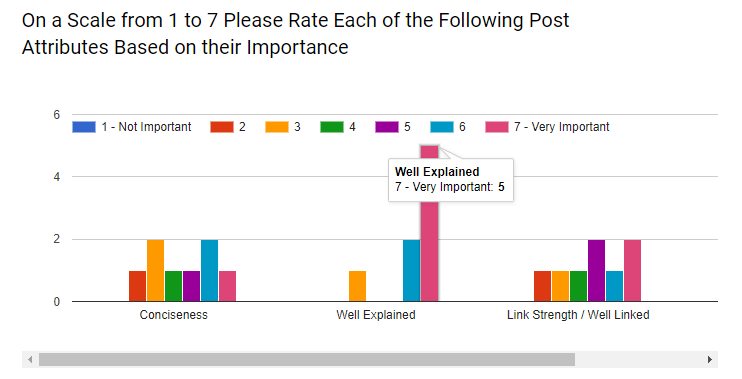 On a Scale from 1 to 7 Please Rate Each of the Following Post
Attributes Based on their Importance
6
1 - Not Important 2 3 4 5 6 7 - Very Important
Well Explained
7 - Very Important: 5
4
2
0
Conciseness Well Explained Link Strength / Well Linked